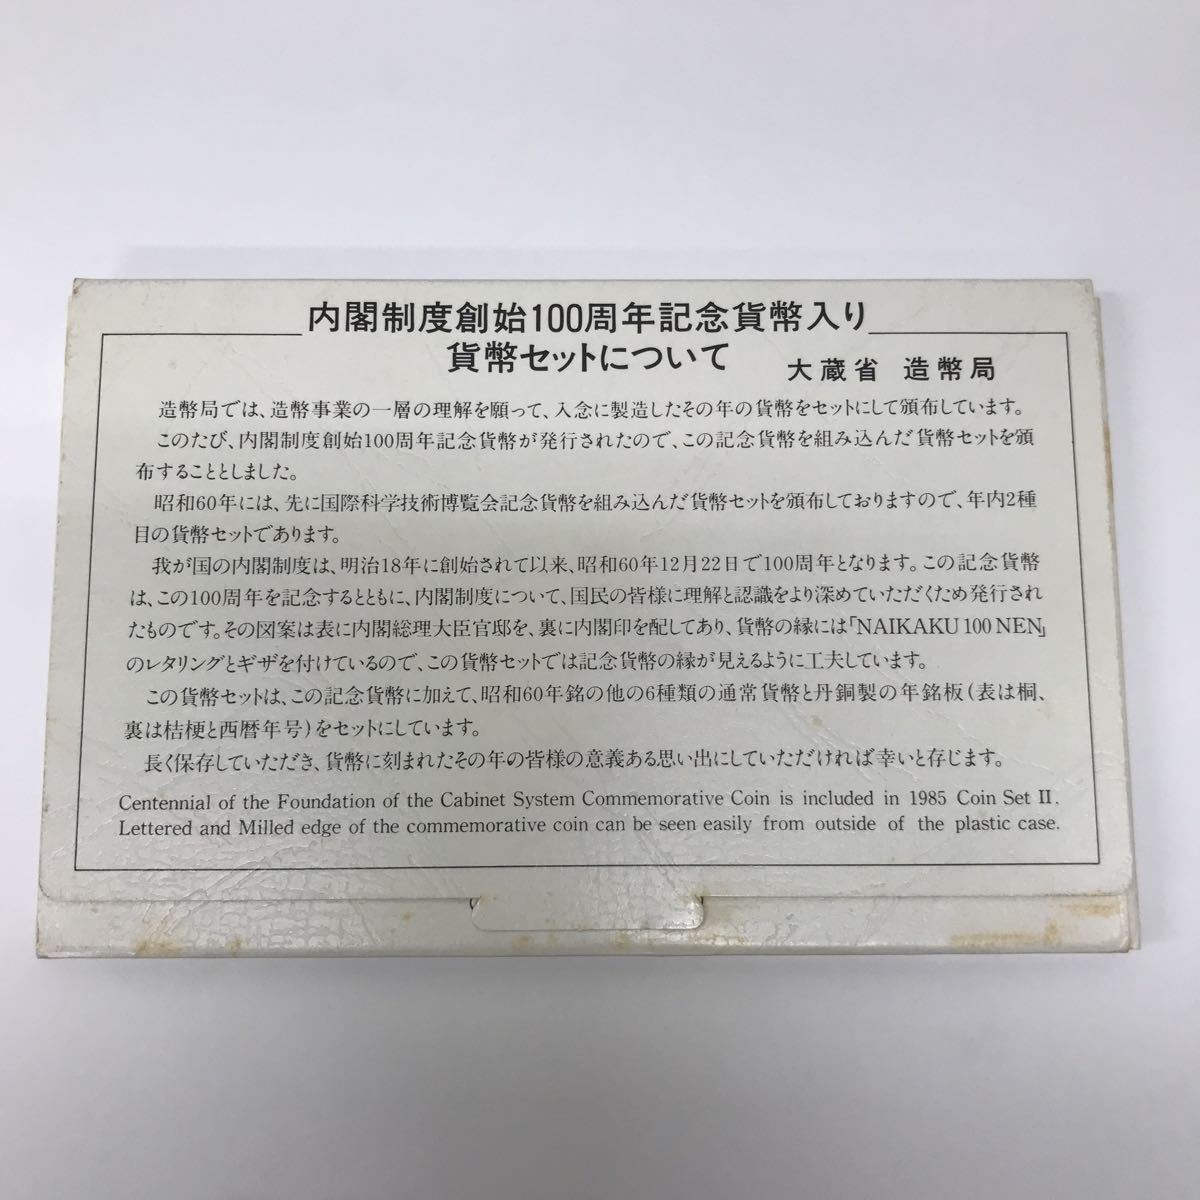 内閣制度創始100周年記念貨幣入り
貨幣セットについて 大蔵省 造幣局
造幣局では、造幣事業の一層の理解を願って、入念に製造したその年の貨幣をセットにして頒布しています。
このたび、内閣制度創始100周年記念貨幣が発行されたので、この記念貨幣を組み込んだ貨幣セットを頒
布することとしました。
昭和60年には、先に国際科学技術博覧会記念貨幣を組み込んだ貨幣セットを頒布しておりますので、年内2種
目の貨幣セットであります。
我が国の内閣制度は、明治18年に創始されて以来、昭和60年12月22日で100周年となります。この記念貨幣
は、この100周年を記念するとともに、内閣制度について、国民の皆様に理解と認識をより深めていただくため発行され
たものです。その図案は表に内閣総理大臣官邸を、裏に内閣印を配してあり、貨幣の縁には「NAIKAKU 100 NEN」
のレタリングとギザを付けているので、この貨幣セットでは記念貨幣の縁が見えるように工夫しています。
この貨幣セットは、この記念貨幣に加えて、昭和60年銘の他の6種類の通常貨幣と丹銅製の年銘板(表は桐、
裏は桔梗と西暦年号)をセットにしています。
長く保存していただき、貨幣に刻まれたその年の皆様の意義ある思い出にしていただければ幸いと存じます。
Centennial of the Foundation of the Cabinet System Commemorative Coin is included in 1985 Coin Set II.
Lettered and Milled edge of the commemorative coin can be seen easily from outside of the plastic case.